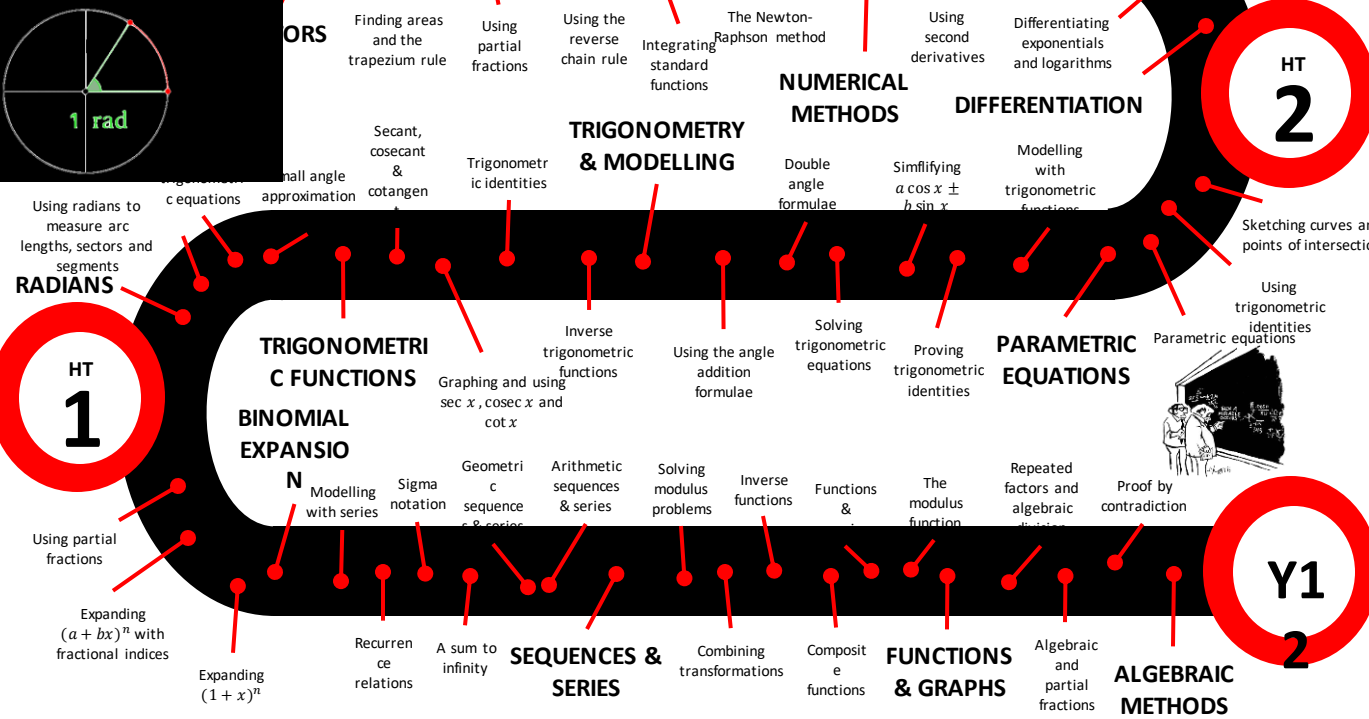 ORS
Finding areas
and the
trapezium rule
Using
partial
fractions
Using the
reverse
chain rule
Integrating
standard
functions
The Newton-
Raphson method
NUMERICAL
METHODS
Using
second
derivatives
Differentiating
exponentials
and logarithms
DIFFERENTIATION
HT
2
1 rad
Using radians to
measure arc
lengths, sectors and
segments
RADIANS
c equations
mall angle
approximation
Secant,
cosecant
&
cotangen
Trigonometr
ic identities
TRIGONOMETRY
& MODELLING
Double
angle
formulae
Simlifying
a cos x ±
b sin x
Modelling
with
trigonometric
functions
Sketching curves an
points of intersectio
Using
trigonometric
identities
Parametric equations
HT
1
TRIGONOMETRI
C FUNCTIONS
Graphing and using
sec x , cosec x and
cot x
Inverse
trigonometric
functions
Using the angle
addition
formulae
Solving
trigonometric
equations
Proving
trigonometric
identities
PARAMETRIC
EQUATIONS
BINOMIAL
EXPANSIO
N
Modelling
with series
Sigma
notation
Geometri
c
sequence
s & series
Arithmetic
sequences
& series
Solving
modulus
problems
Inverse
functions
Functions
&
The
modulus
function
Repeated
factors and
algebraic
division
Proof by
contradiction
Y1
2
Using partial
fractions
Expanding
(a + bx)ⁿ with
fractional indices
Expanding
(1 + x)ⁿ
Recurren
ce
relations
A sum to
infinity
SEQUENCES &
SERIES
Combining
transformations
Composit
e
functions
FUNCTIONS
& GRAPHS
Algebraic
and
partial
fractions
ALGEBRAIC
METHODS